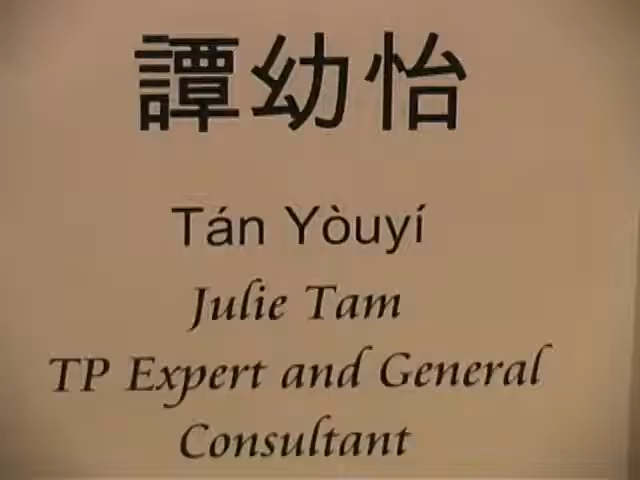 譚幼怡
Tán Yòuyí
Julie Tam
TP Expert and General
Consultant